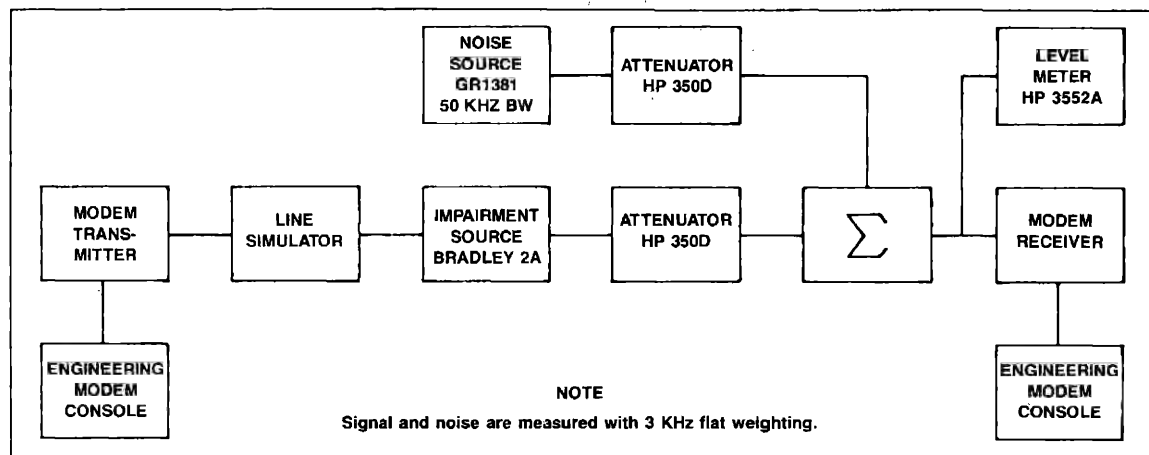 NOISE
SOURCE
GR1381
50 KHZ BW
ATTENUATOR
HP 350D
LEVEL
METER
HP 3552A
MODEM
TRANS-
MITTER
LINE
SIMULATOR
IMPAIRMENT
SOURCE
BRADLEY 2A
ATTENUATOR
HP 350D
Σ
MODEM
RECEIVER
ENGINEERING
MODEM
CONSOLE
ENGINEERING
MODEM
CONSOLE
NOTE
Signal and noise are measured with 3 KHz flat weighting.